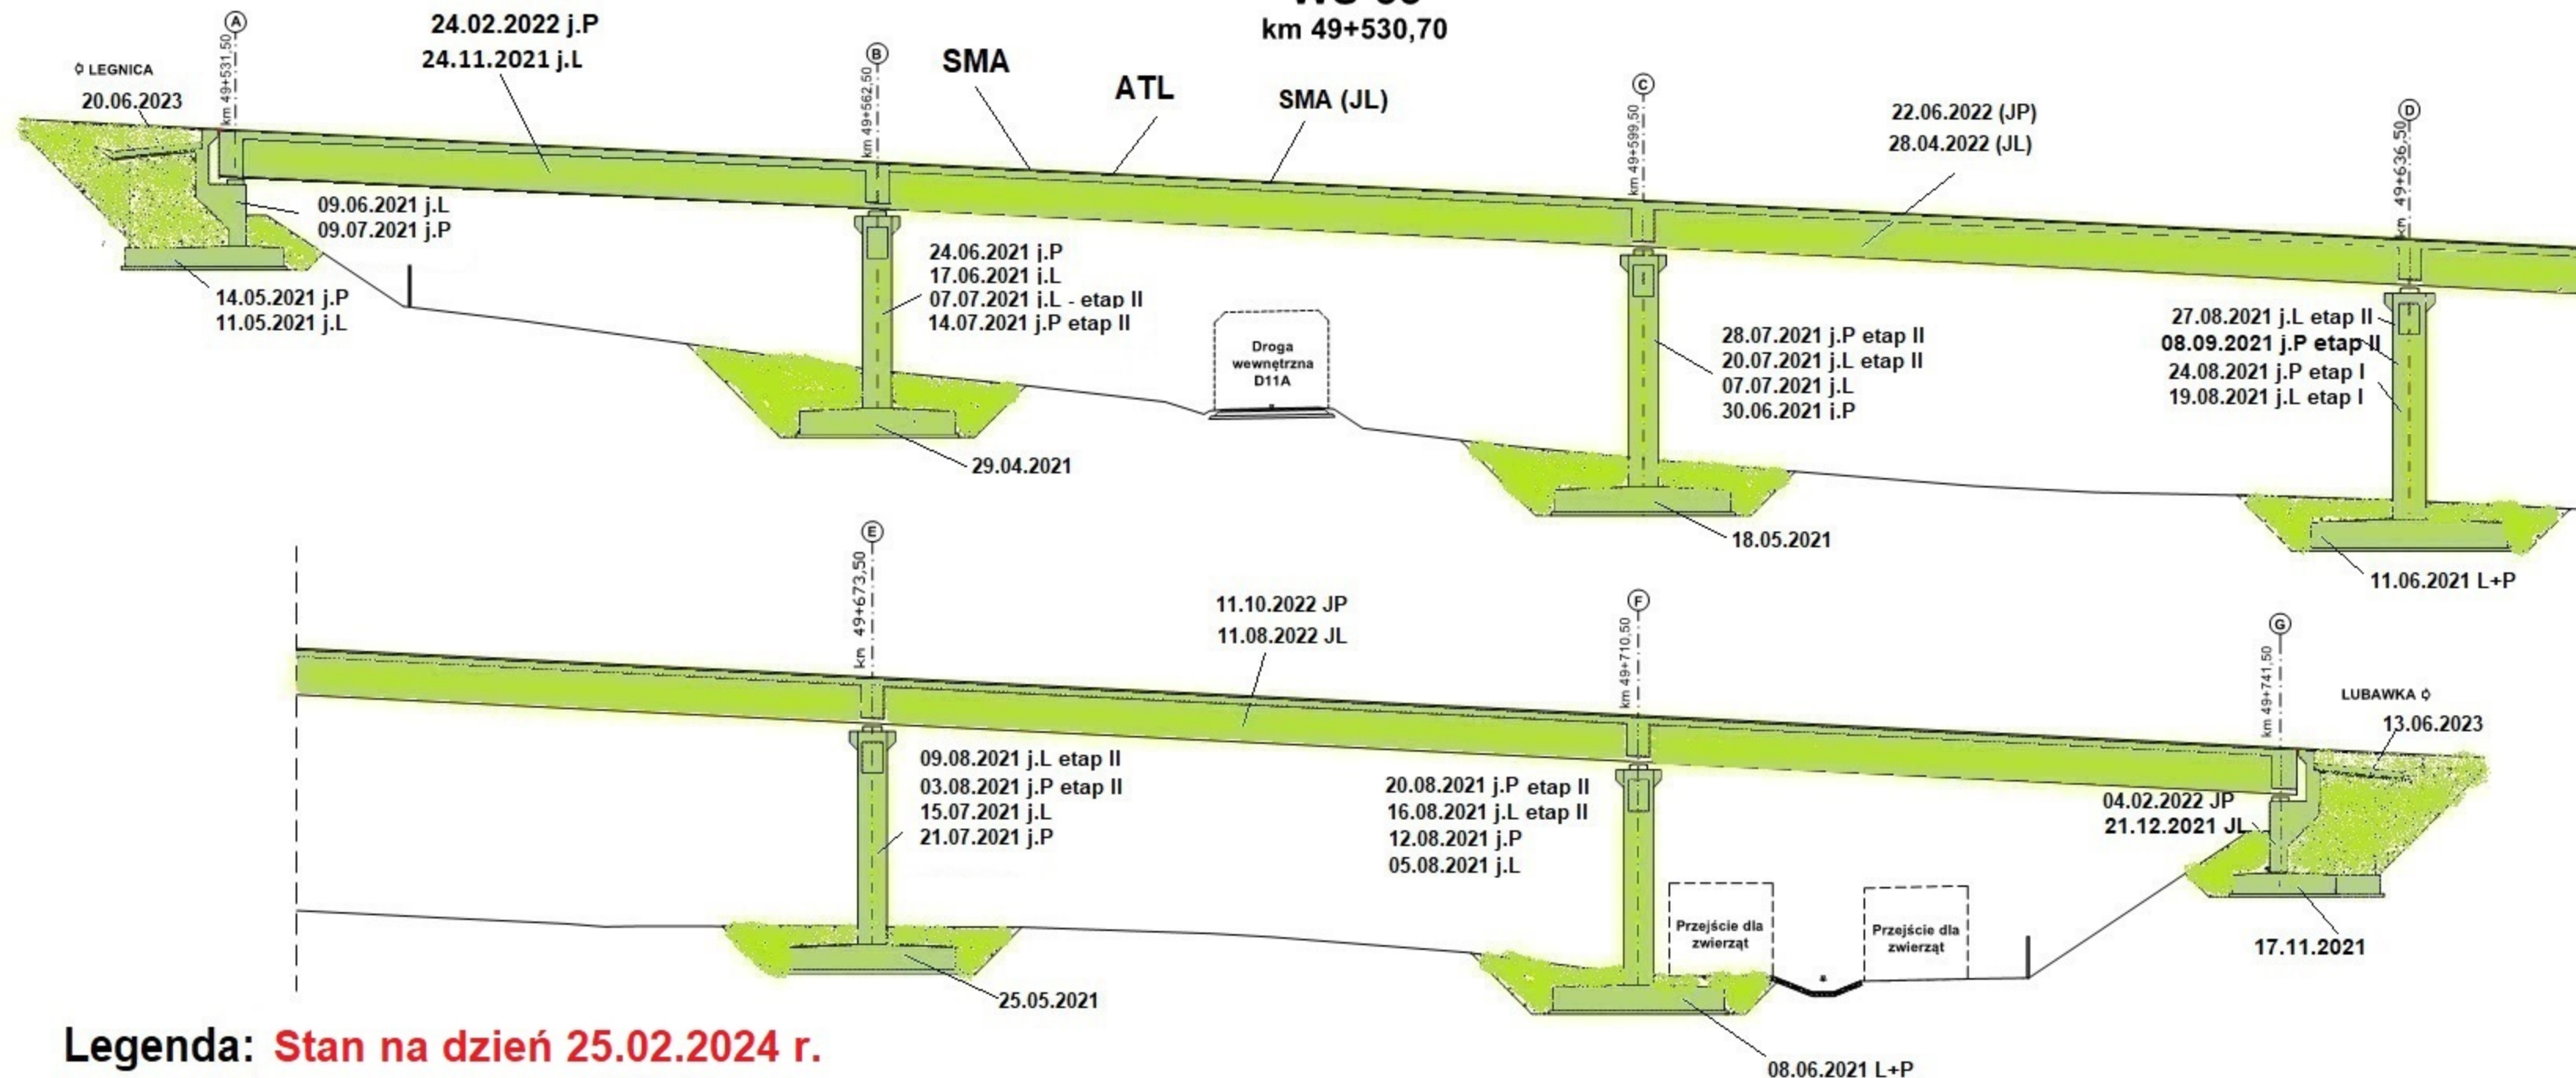 km 49+530,70
A
km 49+531,50
24.02.2022 j.P
24.11.2021 j.L
LEGNICA
20.06.2023
B
km 49+562,50
SMA
ATL
SMA (JL)
C
km 49+599,50
22.06.2022 (JP)
28.04.2022 (JL)
D
km 49+636,50
09.06.2021 j.L
09.07.2021 j.P
14.05.2021 j.P
11.05.2021 j.L
24.06.2021 j.P
17.06.2021 j.L
07.07.2021 j.L - etap II
14.07.2021 j.P etap II
29.04.2021
Droga
wewnętrzna
D11A
28.07.2021 j.P etap II
20.07.2021 j.L etap II
07.07.2021 j.L
30.06.2021 j.P
18.05.2021
27.08.2021 j.L etap II
08.09.2021 j.P etap II
24.08.2021 j.P etap I
19.08.2021 j.L etap I
11.06.2021 L+P
E
km 49+673,50
11.10.2022 JP
11.08.2022 JL
F
km 49+710,50
G
km 49+741,50
LUBAWKA
13.06.2023
09.08.2021 j.L etap II
03.08.2021 j.P etap II
15.07.2021 j.L
21.07.2021 j.P
25.05.2021
20.08.2021 j.P etap II
16.08.2021 j.L etap II
12.08.2021 j.P
05.08.2021 j.L
Przejście dla
zwierząt
Przejście dla
zwierząt
04.02.2022 JP
21.12.2021 JL
17.11.2021
08.06.2021 L+P
Legenda: Stan na dzień 25.02.2024 r.